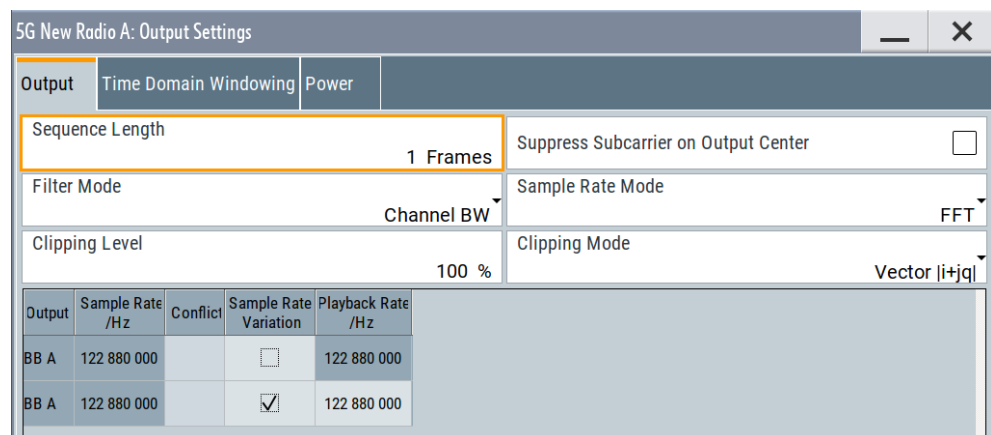 5G New Radio A: Output Settings
Output Time Domain Windowing Power
Sequence Length
1 Frames
Suppress Subcarrier on Output Center
Filter Mode
Channel BW
Sample Rate Mode
FFT
Clipping Level
100 %
Clipping Mode
Vector |i+jq|
Output Sample Rate /Hz Conflict Sample Rate Variation Playback Rate /Hz
BB A 122 880 000 122 880 000
BB A 122 880 000 122 880 000